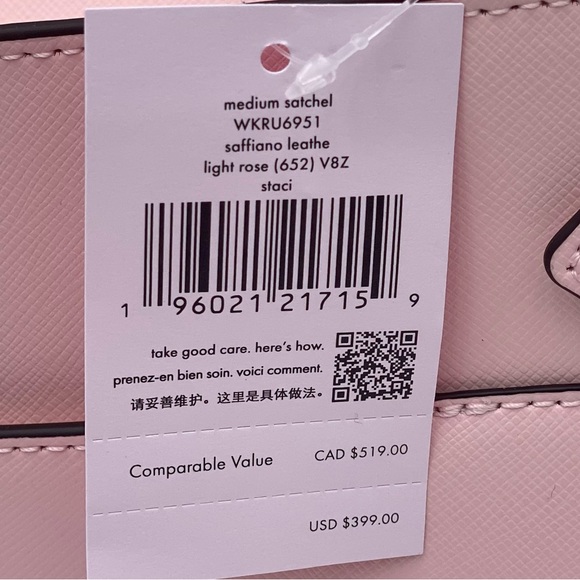 medium satchel
WKRU6951
saffiano leathe
light rose (652) V8Z
staci
1 96021 21715 9
take good care. here's how.
prenez-en bien soin. voici comment.
请妥善维护。这里是具体做法。
Comparable Value CAD $519.00
USD $399.00